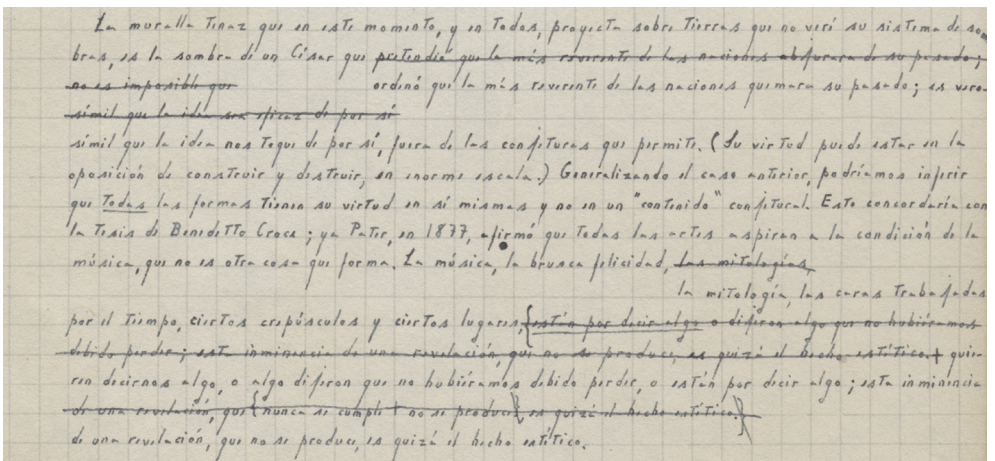 La muralla tenaz que en este momento, y en todos, proyecta sobre tierras que no veré su sistema de som
bras, es la sombra de un César que pretendió que la más reverente de las naciones abjurara de su pasado;
no es imposible que ordenó que la más reverente de las naciones quemara su pasado; es vero-
símil que la idea sea eficaz de por sí
símil que la idea nos toque de por sí, fuera de las conjeturas que permite. (Su virtud puede estar en la
oposición de construir y destruir, en enorme escala.) Generalizando el caso anterior, podríamos inferir
que todas las formas tienen su virtud en sí mismas y no en un "contenido" conjetural. Esto concordaría con
la tesis de Benedetto Croce; ya Pater, en 1877, afirmó que todas las artes aspiran a la condición de la
música, que no es otra cosa que forma. La música, la brusca felicidad, las mitologías,
la mitología, las caras trabajadas
por el tiempo, ciertos crepúsculos y ciertos lugares, {están por decir algo o dijeron algo que no hubiéramos
debido perder; esta inminencia de una revelación, que no se produce, es quizá el hecho estético. + quie-
ren decirnos algo, o algo dijeron que no hubiéramos debido perder, o están por decir algo; esta inminencia
de una revelación, que {nunca se cumple + no se produce} es quizá el hecho estético.}
de una revelación, que no se produce, es quizá el hecho estético.